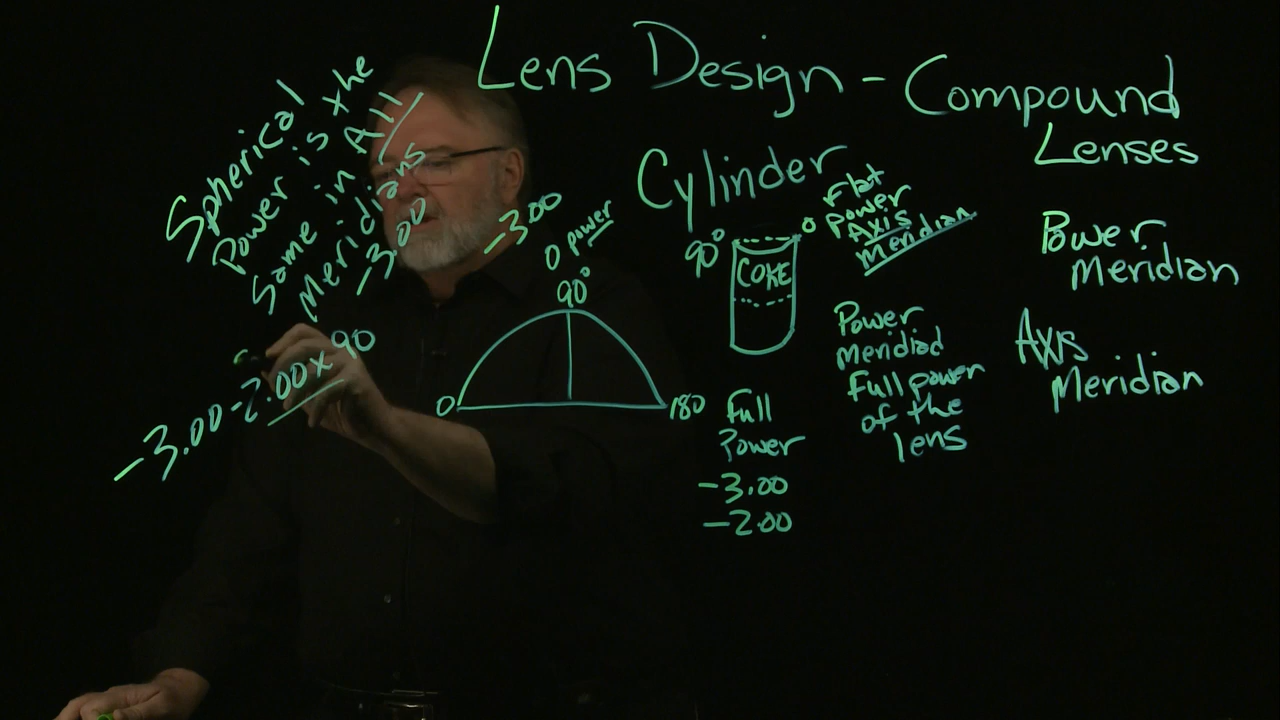 Lens Design - Compound
Lenses
Spherical
Power is the
Same in All
Meridians
-3.00
-3.00
0 power
90°
0
180
-3.00 -2.00 x 90
Cylinder
90°
COKE
0
Flat
Power
Axis
Meridian
Power
Meridiad
Full power
of the
lens
Full
Power
-3.00
-2.00
Power
Meridian
Axis
Meridian